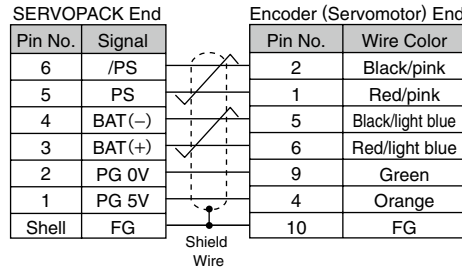 SERVOPACK End Encoder (Servomotor) End
Pin No. Signal Pin No. Wire Color
6 /PS 2 Black/pink
5 PS 1 Red/pink
4 BAT(−) 5 Black/light blue
3 BAT(+) 6 Red/light blue
2 PG 0V 9 Green
1 PG 5V 4 Orange
Shell FG 10 FG
Shield
Wire